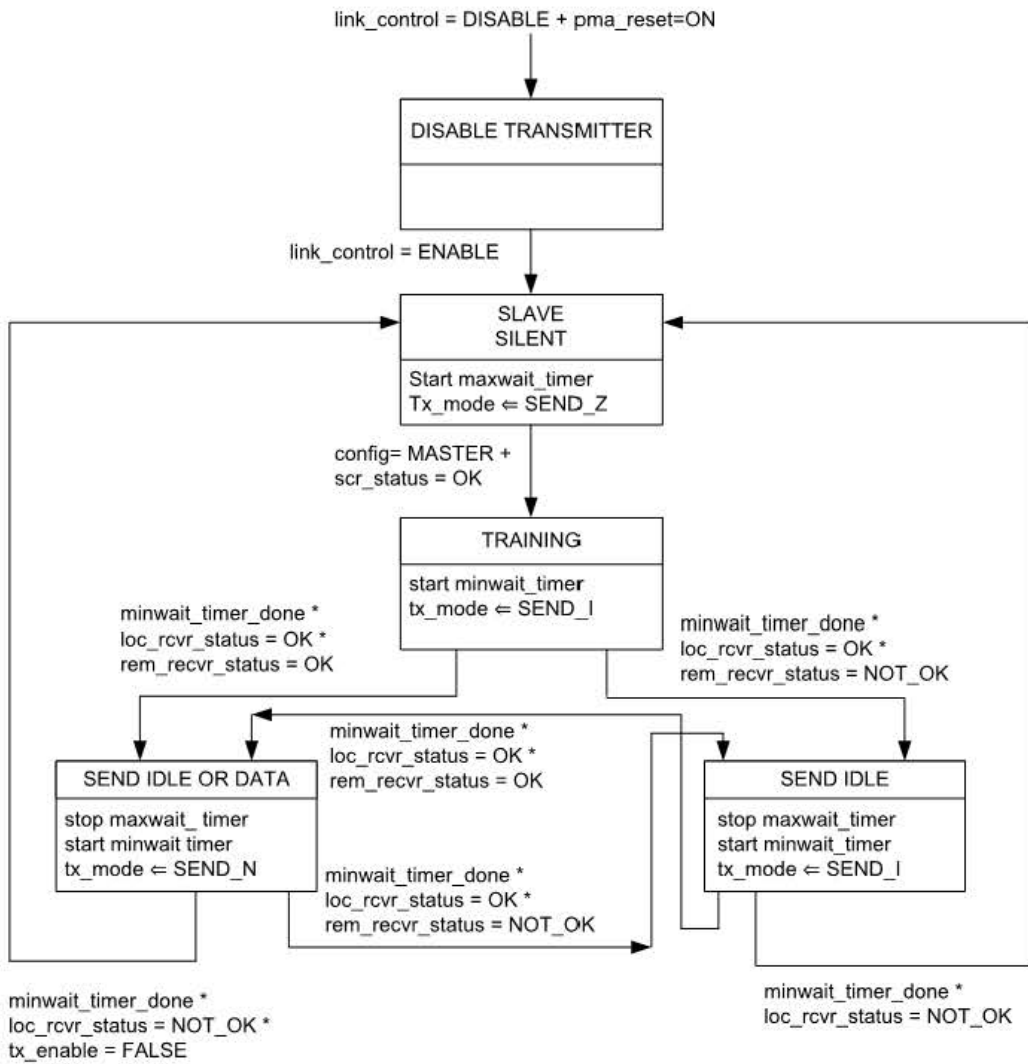 link_control = DISABLE + pma_reset=ON
DISABLE TRANSMITTER
link_control = ENABLE
SLAVE
SILENT
Start maxwait_timer
Tx_mode ⇐ SEND_Z
config= MASTER +
scr_status = OK
TRAINING
start minwait_timer
tx_mode ⇐ SEND_I
minwait_timer_done *
loc_rcvr_status = OK *
rem_recvr_status = OK
minwait_timer_done *
loc_rcvr_status = OK *
rem_recvr_status = NOT_OK
minwait_timer_done *
loc_rcvr_status = OK *
rem_recvr_status = OK
SEND IDLE OR DATA
stop maxwait_ timer
start minwait timer
tx_mode ⇐ SEND_N
SEND IDLE
stop maxwait_timer
start minwait_timer
tx_mode ⇐ SEND_I
minwait_timer_done *
loc_rcvr_status = OK *
rem_recvr_status = NOT_OK
minwait_timer_done *
loc_rcvr_status = NOT_OK *
tx_enable = FALSE
minwait_timer_done *
loc_rcvr_status = NOT_OK